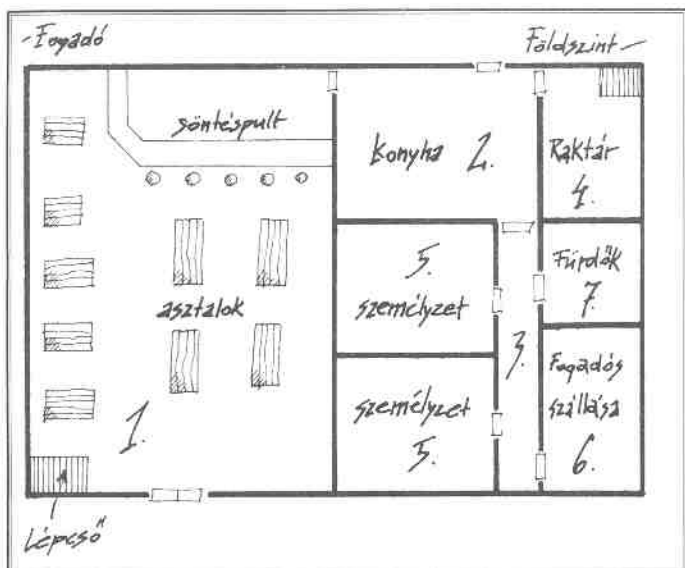 -Fogadó
Földszint-
söntéspult
Konyha 2.
Raktár
4.
5.
személyzet
Fürdők
7.
asztalok
3.
személyzet
5.
Fogadós
szállása
6.
1.
Lépcső